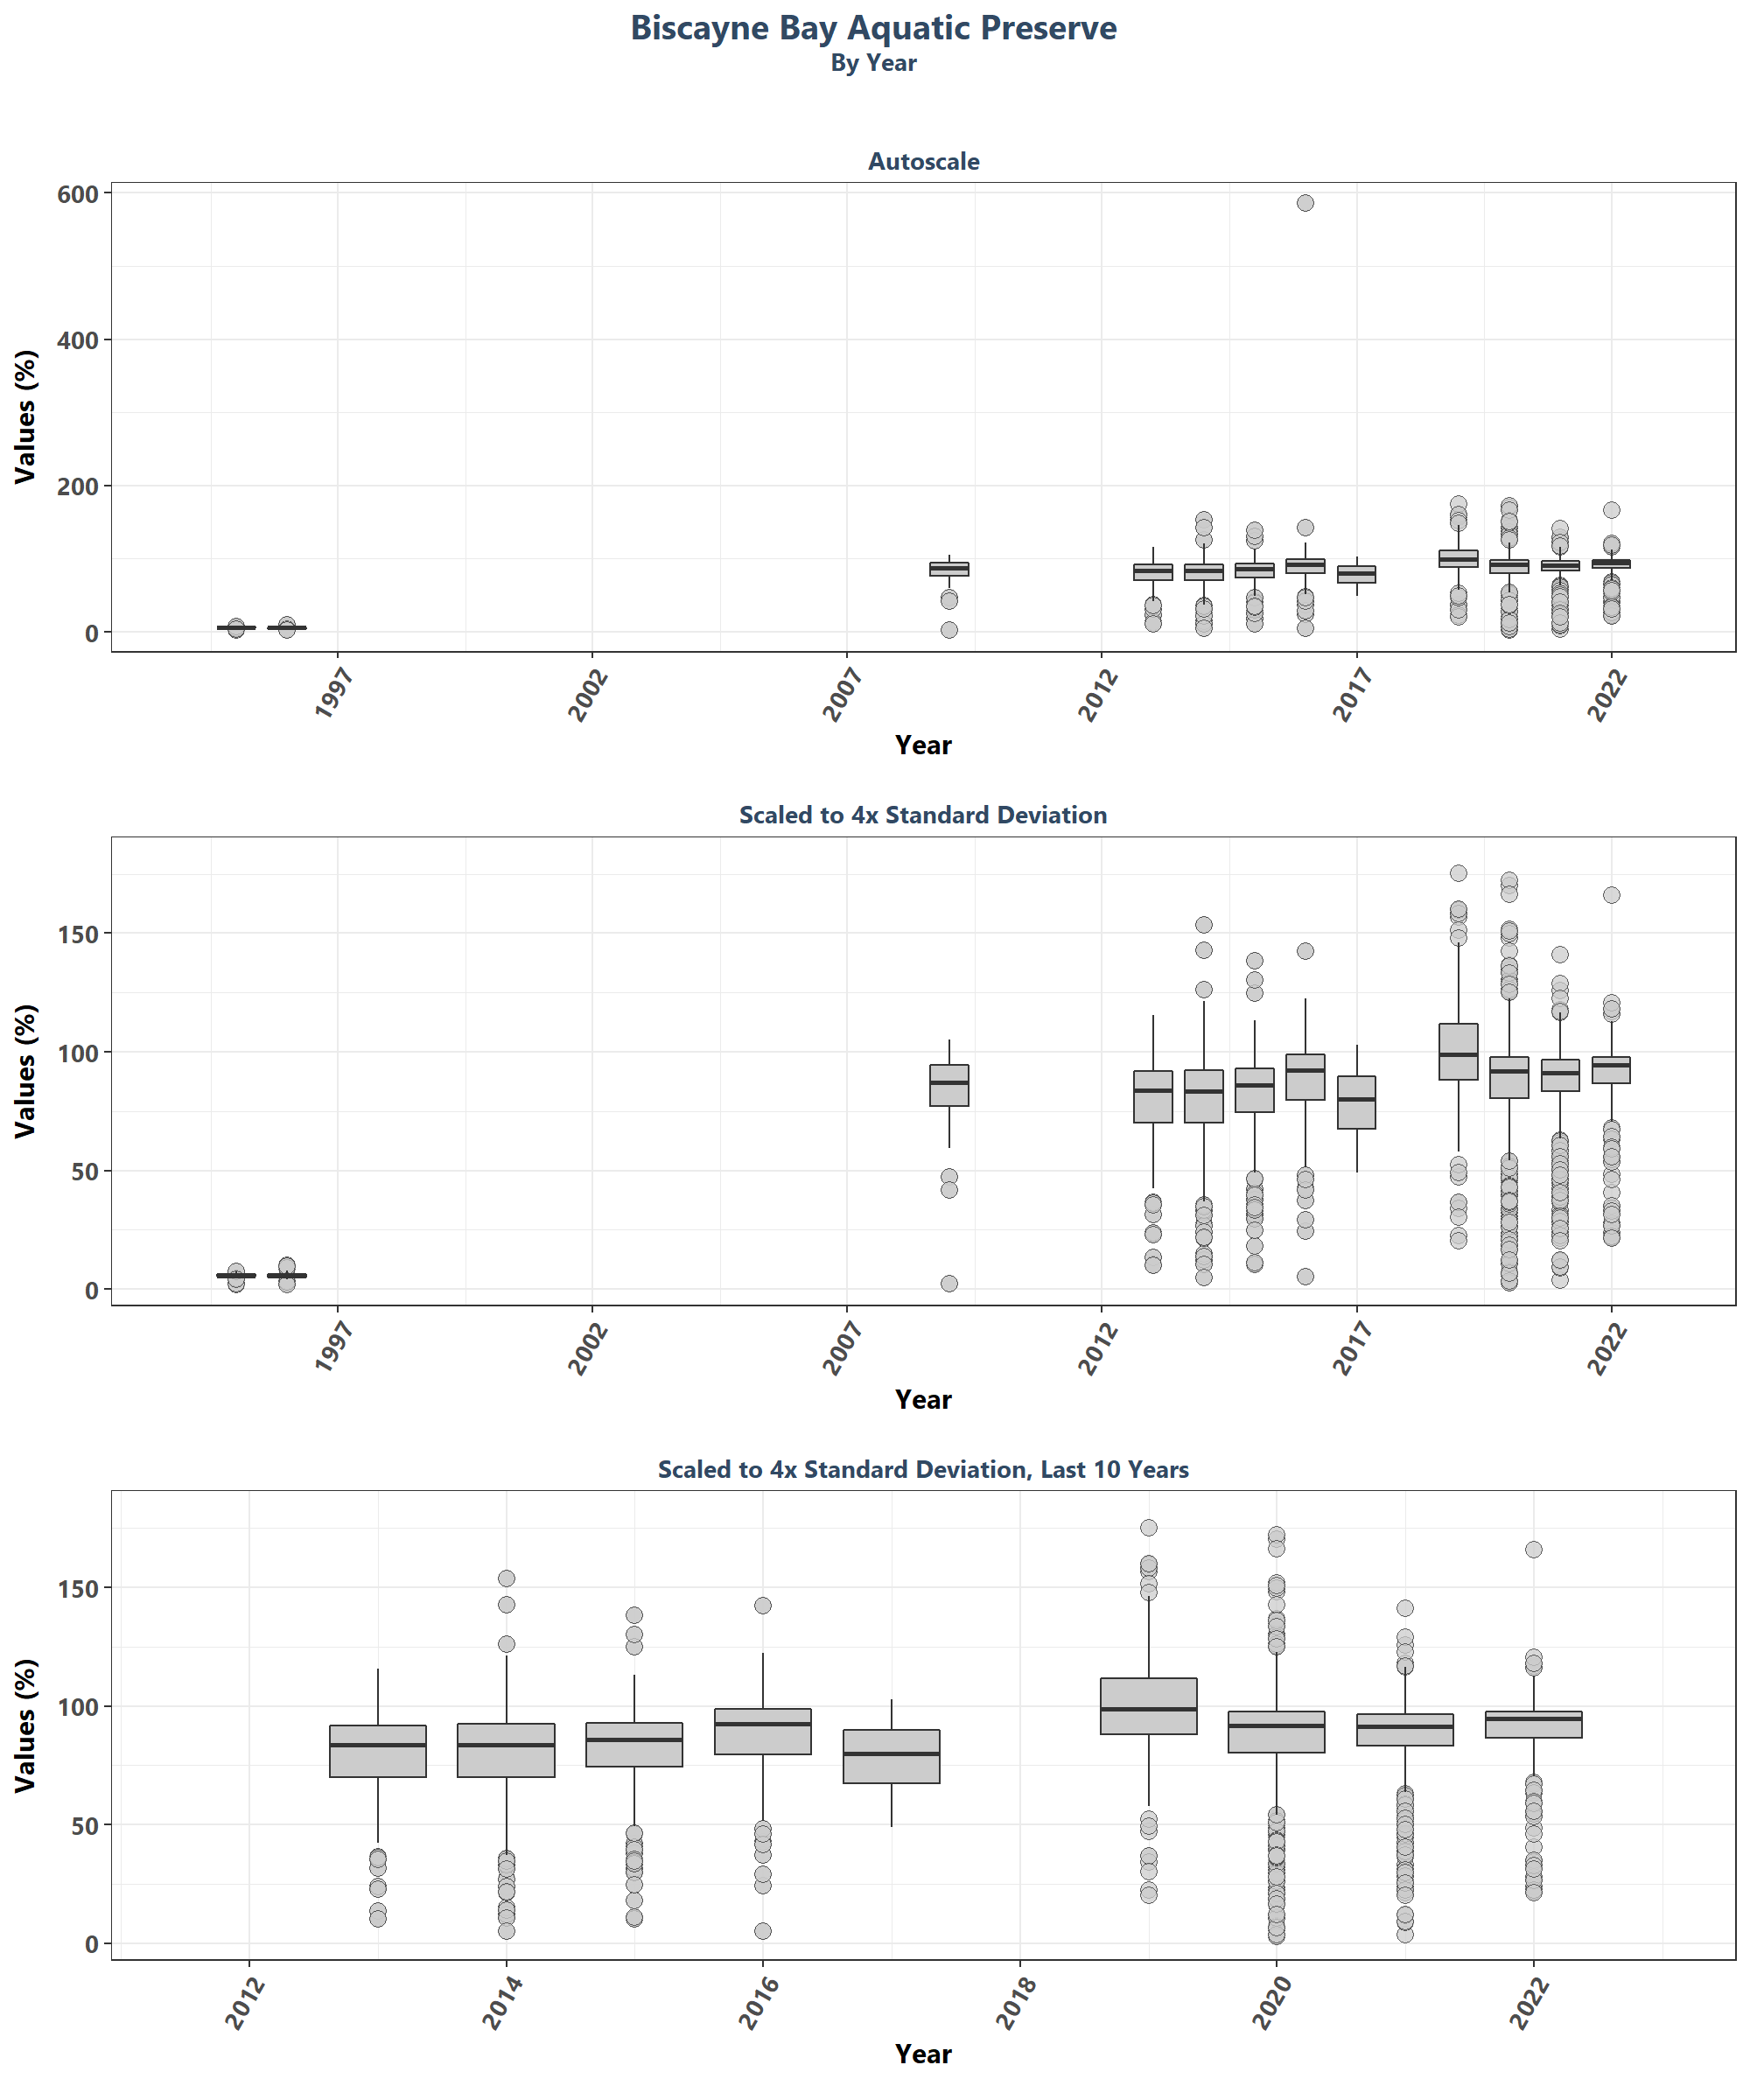 Biscayne Bay Aquatic Preserve
By Year
Autoscale
Values (%)
600
400
200
0
1997
2002
2007
2012
2017
2022
Year
Scaled to 4x Standard Deviation
Values (%)
150
100
50
0
1997
2002
2007
2012
2017
2022
Year
Scaled to 4x Standard Deviation, Last 10 Years
Values (%)
150
100
50
0
2012
2014
2016
2018
2020
2022
Year